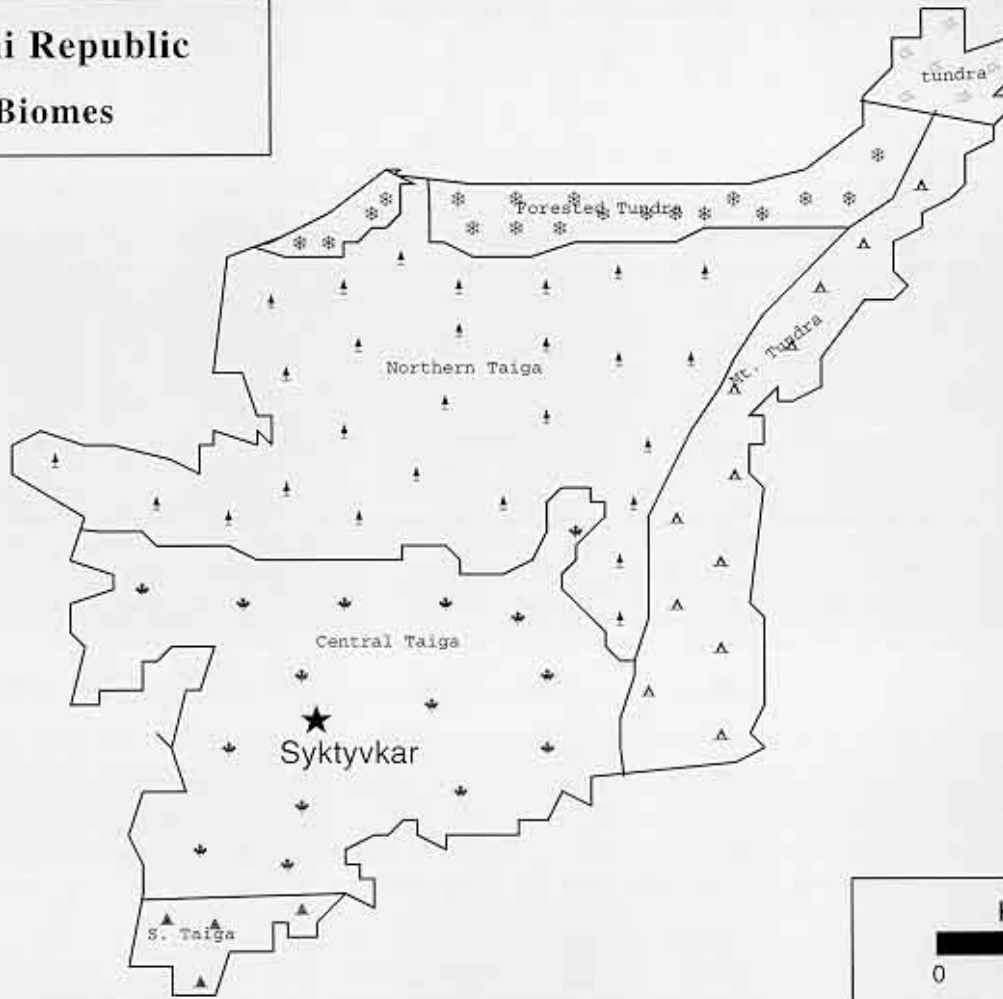 i Republic
Biomes
tundra
Forested Tundra
Mt. Tundra
Northern Taiga
Central Taiga
Syktyvkar
S. Taiga
0